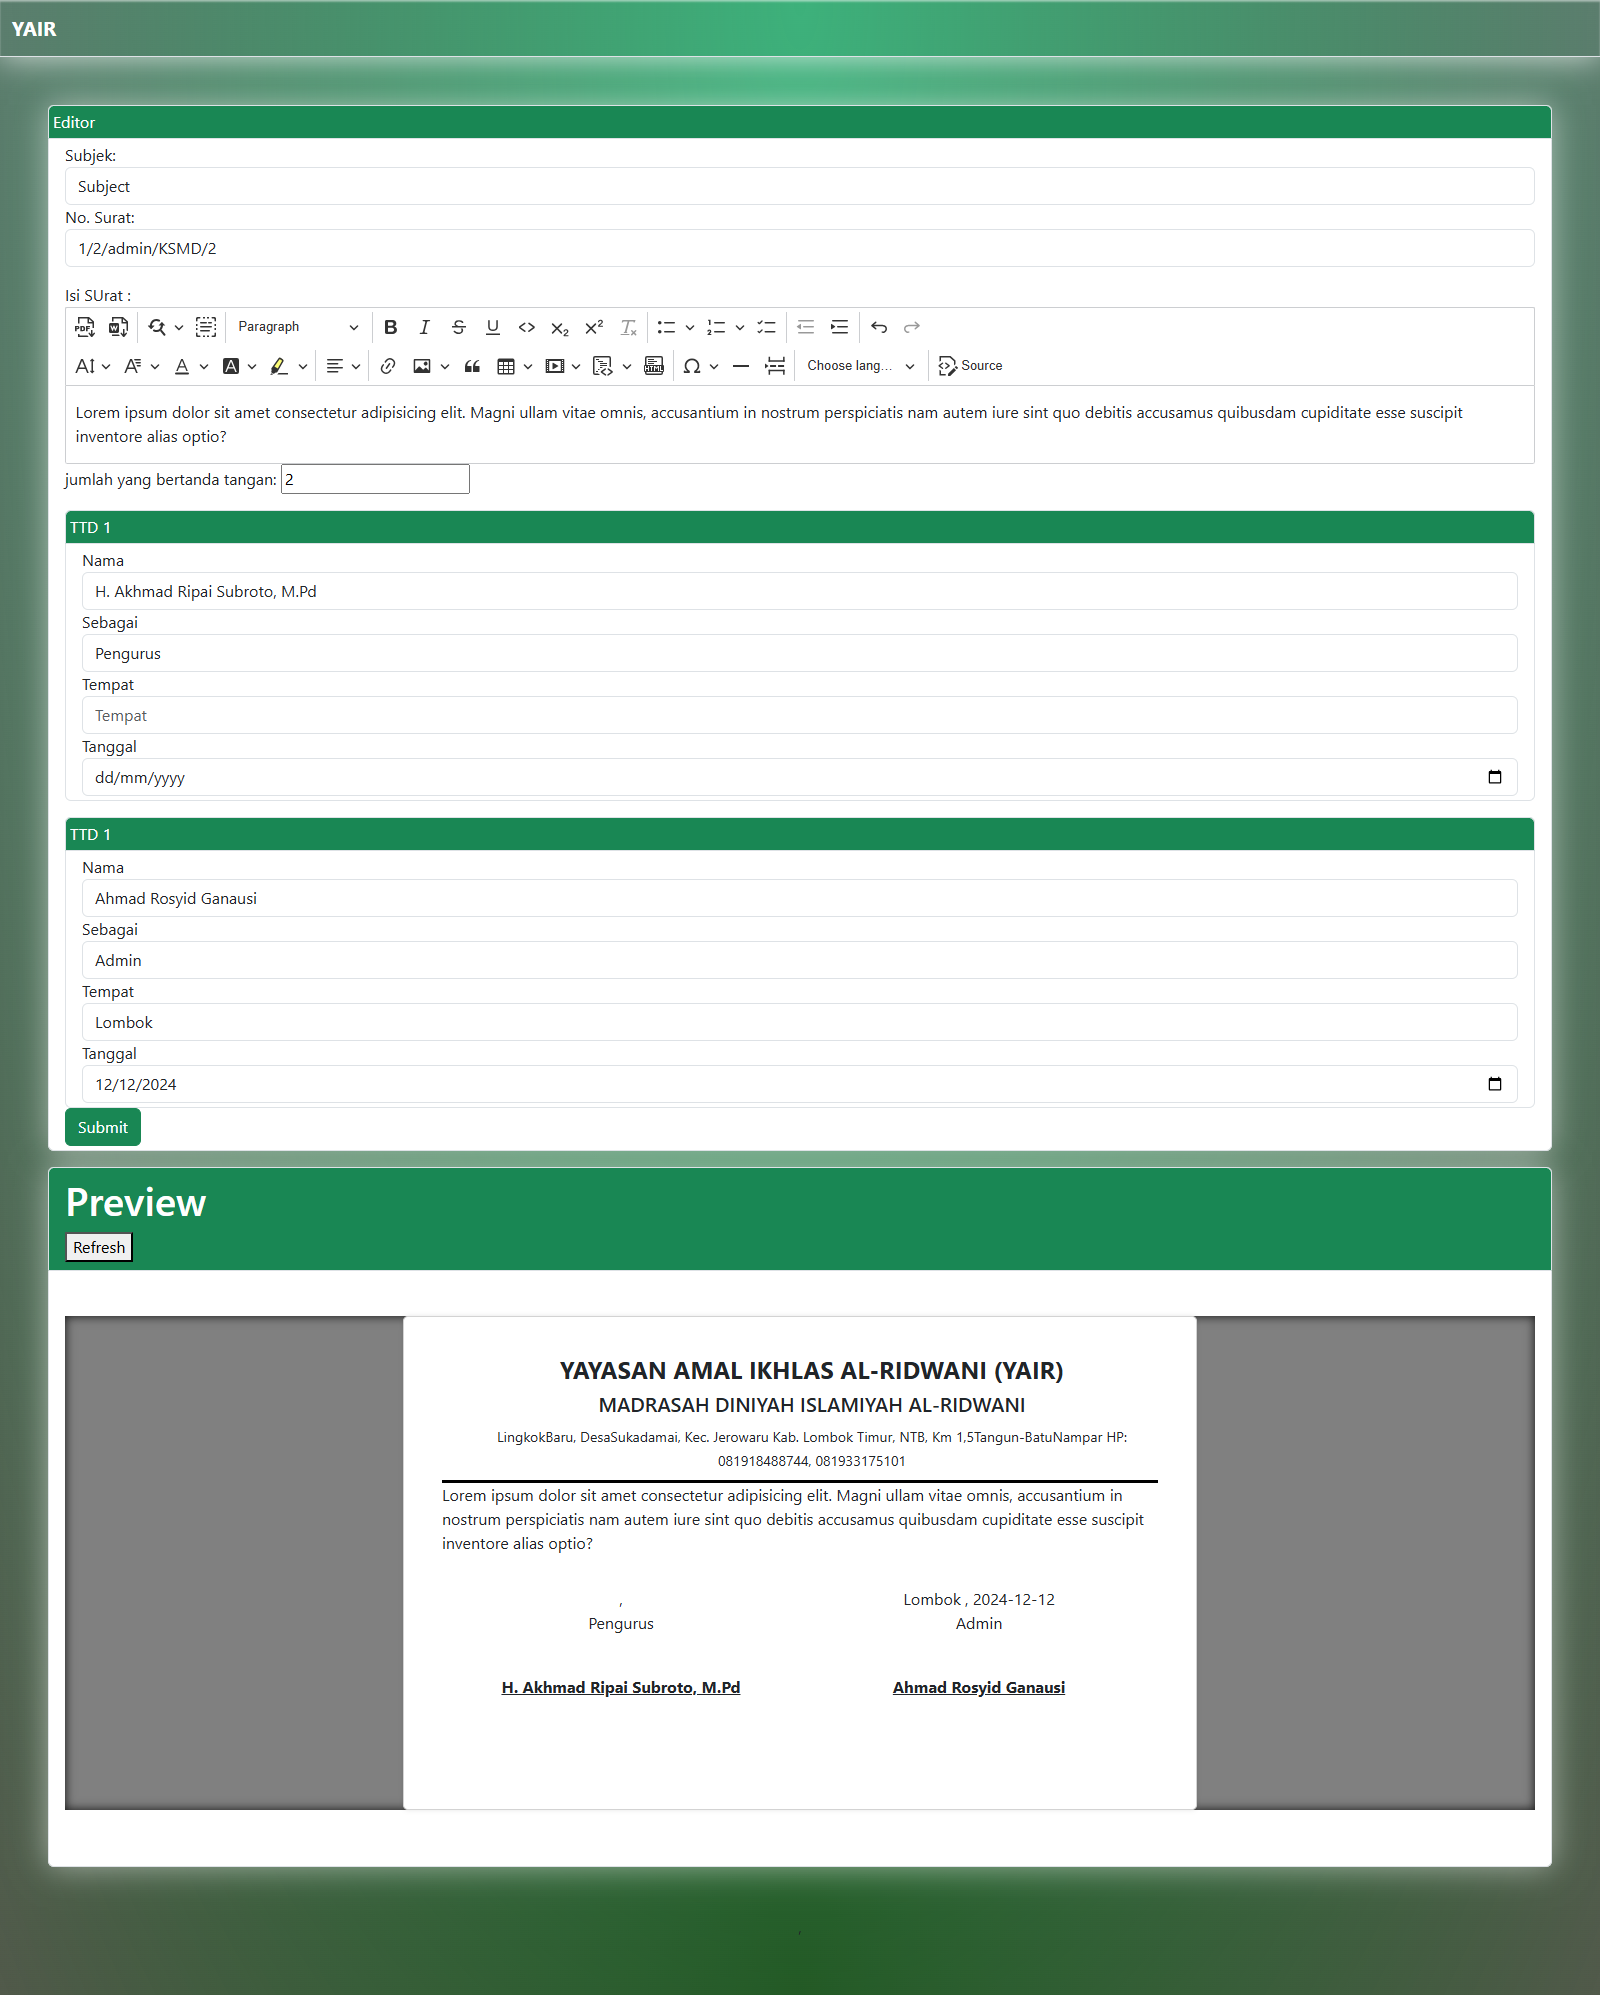 YAIR
Editor
Subjek:
Subject
No. Surat:
1/2/admin/KSMD/2
Isi SUrat :
Paragraph
Choose lang...
Source
Lorem ipsum dolor sit amet consectetur adipisicing elit. Magni ullam vitae omnis, accusantium in nostrum perspiciatis nam autem iure sint quo debitis accusamus quibusdam cupiditate esse suscipit
inventore alias optio?
jumlah yang bertanda tangan: 2
TTD 1
Nama
H. Akhmad Ripai Subroto, M.Pd
Sebagai
Pengurus
Tempat
Tempat
Tanggal
dd/mm/yyyy
TTD 1
Nama
Ahmad Rosyid Ganausi
Sebagai
Admin
Tempat
Lombok
Tanggal
12/12/2024
Submit
Preview
Refresh
YAYASAN AMAL IKHLAS AL-RIDWANI (YAIR)
MADRASAH DINIYAH ISLAMIYAH AL-RIDWANI
LingkokBaru, DesaSukadamai, Kec. Jerowaru Kab. Lombok Timur, NTB, Km 1,5Tangun-BatuNampar HP:
081918488744, 081933175101
Lorem ipsum dolor sit amet consectetur adipisicing elit. Magni ullam vitae omnis, accusantium in
nostrum perspiciatis nam autem iure sint quo debitis accusamus quibusdam cupiditate esse suscipit
inventore alias optio?
, Lombok , 2024-12-12
Pengurus Admin
H. Akhmad Ripai Subroto, M.Pd Ahmad Rosyid Ganausi